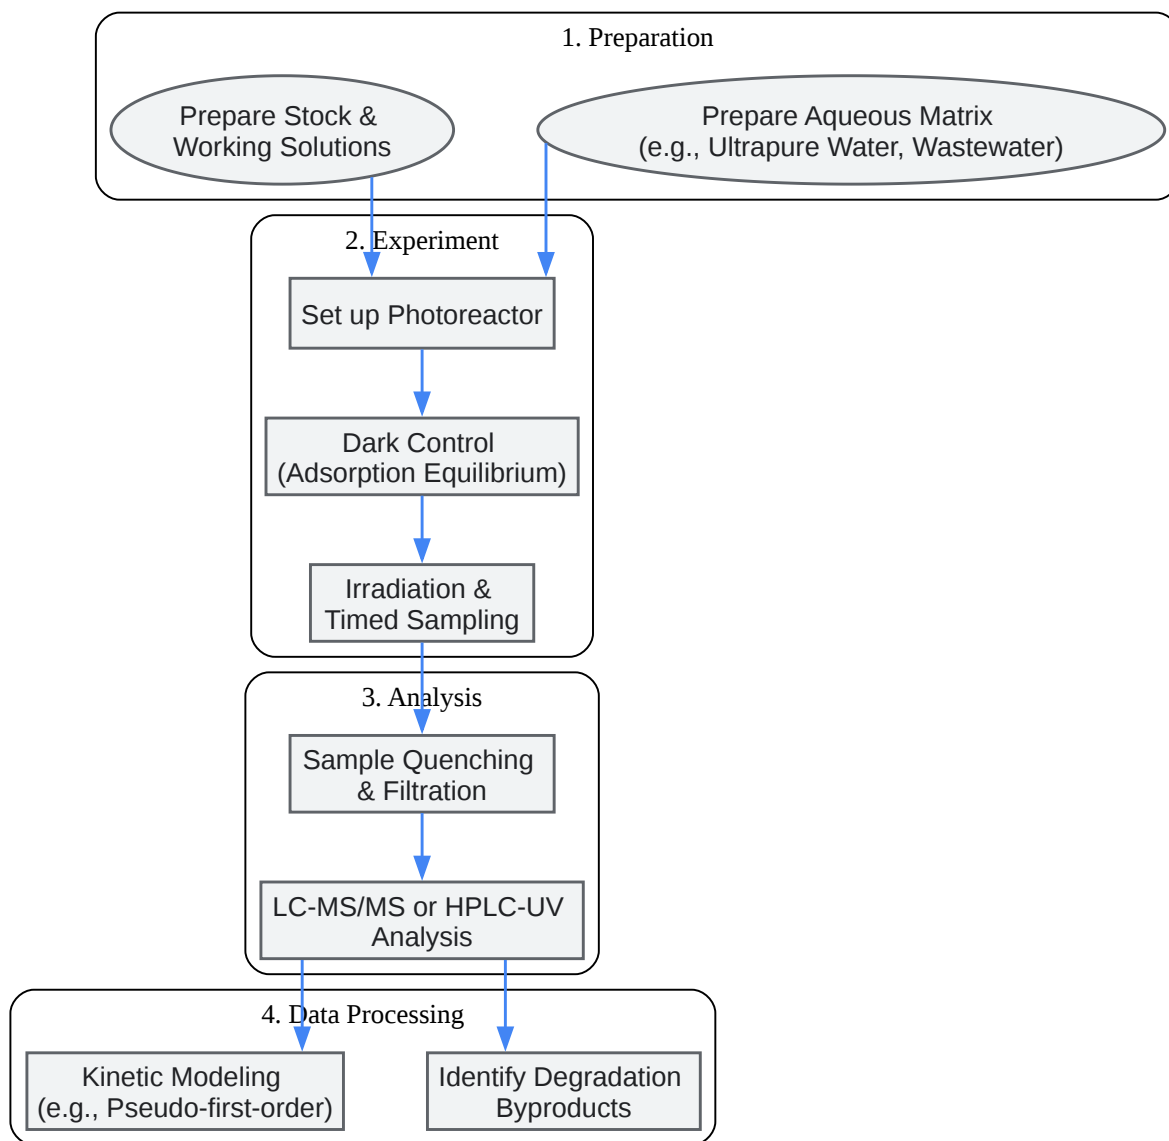 1. Preparation
Prepare Stock &
Working Solutions
Prepare Aqueous Matrix
(e.g., Ultrapure Water, Wastewater)
2. Experiment
Set up Photoreactor
Dark Control
(Adsorption Equilibrium)
Irradiation &
Timed Sampling
3. Analysis
Sample Quenching
& Filtration
LC-MS/MS or HPLC-UV
Analysis
4. Data Processing
Kinetic Modeling
(e.g., Pseudo-first-order)
Identify Degradation
Byproducts